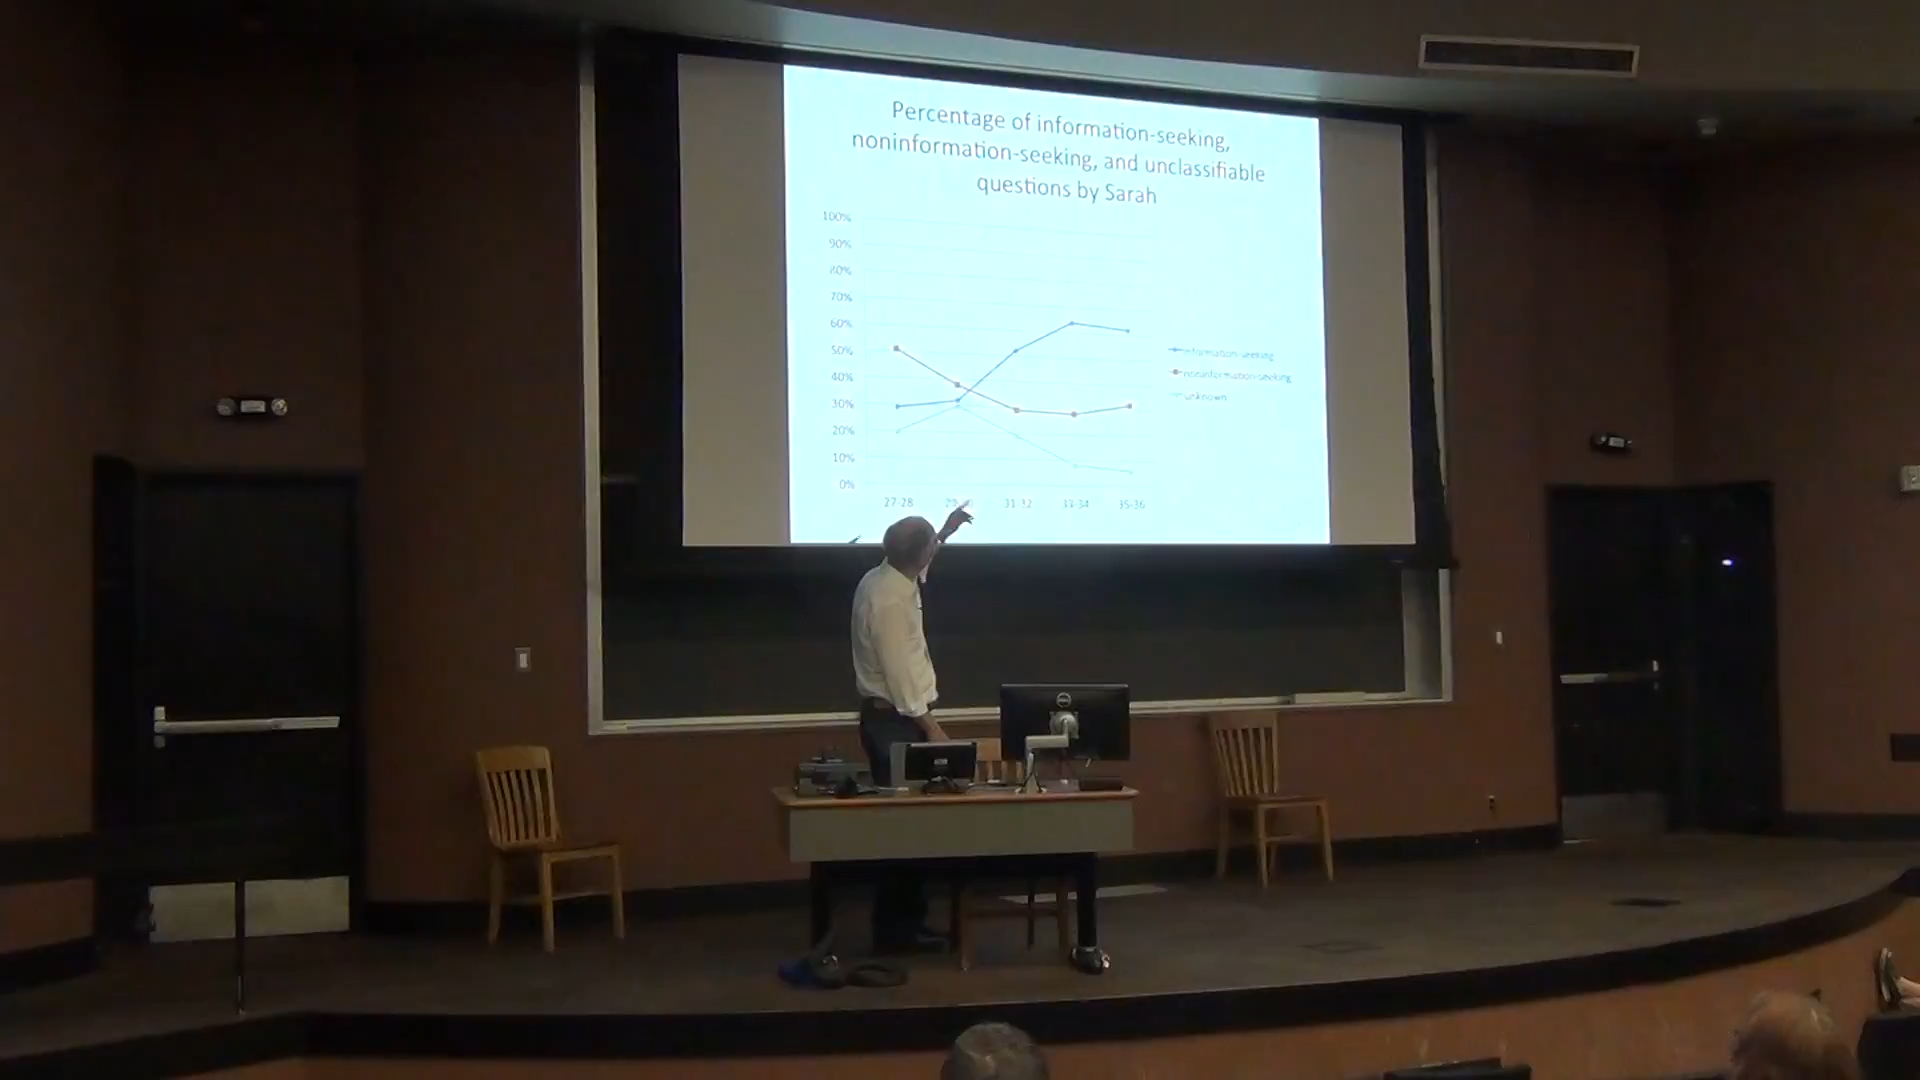 Percentage of information-seeking,
noninformation-seeking, and unclassifiable
questions by Sarah
100%
90%
80%
70%
60%
50%
40%
30%
20%
10%
0%
27-28
31-32
33-34
35-36
information-seeking
noninformation-seeking
unknown
DELL